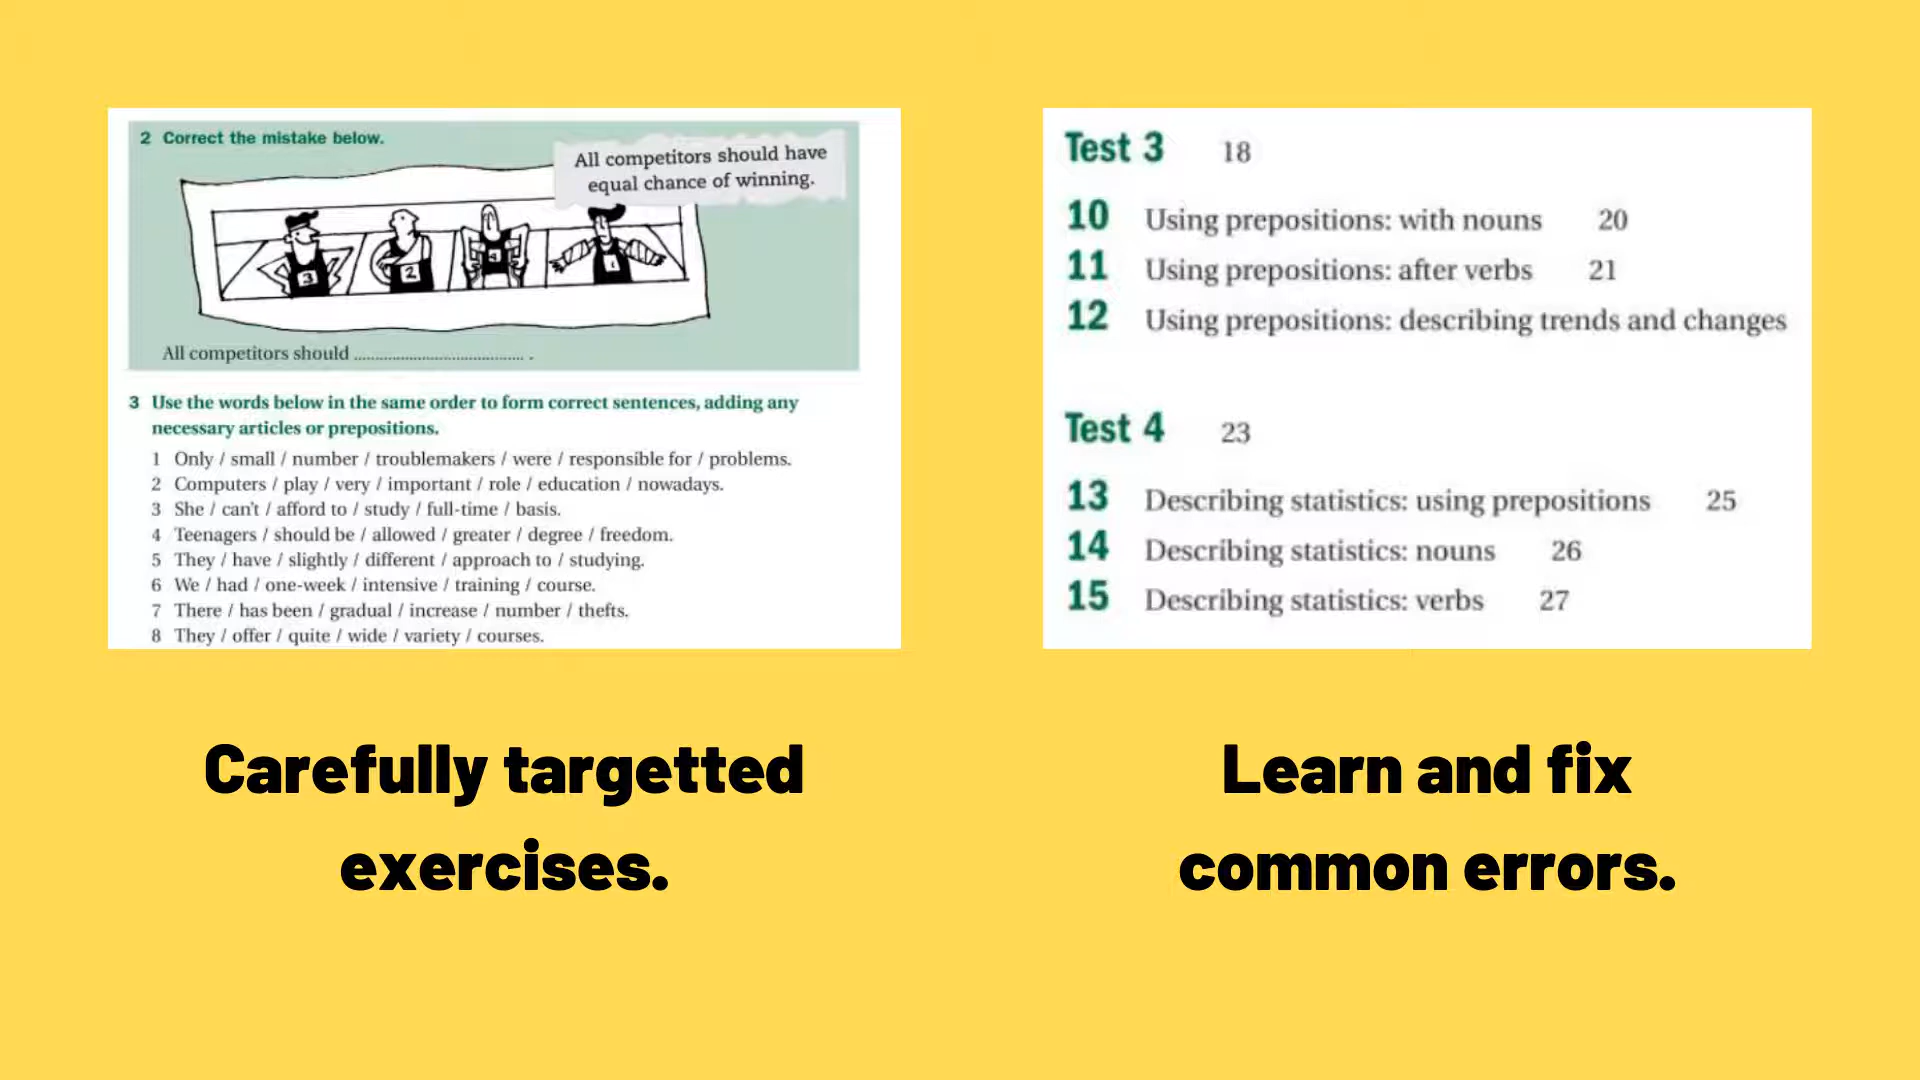 2 Correct the mistake below.
All competitors should have
equal chance of winning.
3
2
3
1
All competitors should ........................................ .
3 Use the words below in the same order to form correct sentences, adding any
necessary articles or prepositions.
1 Only / small / number / troublemakers / were / responsible for / problems.
2 Computers / play / very / important / role / education / nowadays.
3 She / can't / afford to / study / full-time / basis.
4 Teenagers / should be / allowed / greater / degree / freedom.
5 They / have / slightly / different / approach to / studying.
6 We / had / one-week / intensive / training / course.
7 There / has been / gradual / increase / number / thefts.
8 They / offer / quite / wide / variety / courses.
Carefully targetted
exercises.
Test 3 18
10 Using prepositions: with nouns 20
11 Using prepositions: after verbs 21
12 Using prepositions: describing trends and changes
Test 4 23
13 Describing statistics: using prepositions 25
14 Describing statistics: nouns 26
15 Describing statistics: verbs 27
Learn and fix
common errors.